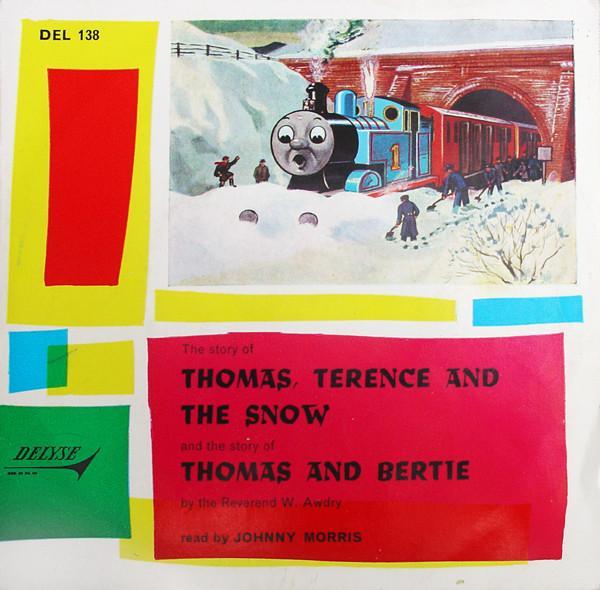 DEL 138
1
The story of
THOMAS, TERENCE AND
THE SNOW
and the story of
THOMAS AND BERTIE
by the Reverend W. Awdry
read by JOHNNY MORRIS
DELYSE